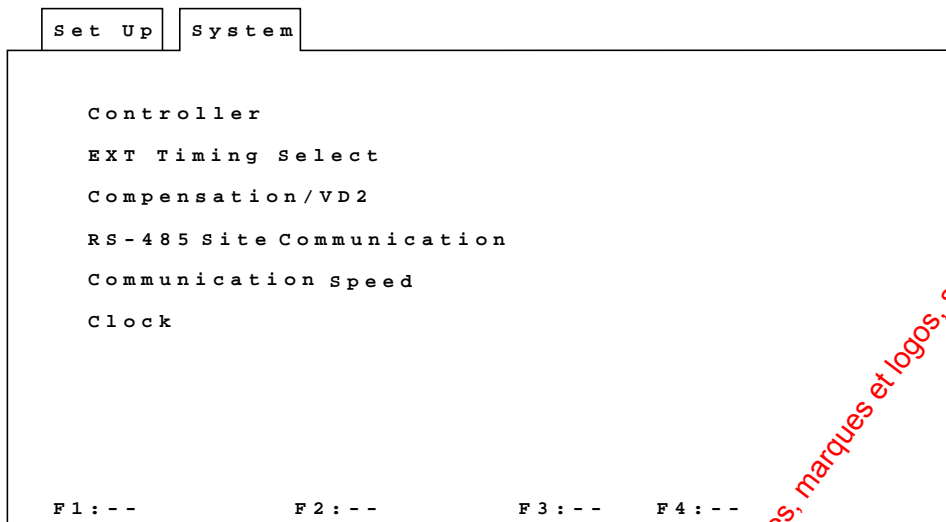 Set Up System
Controller
EXT Timing Select
Compensation/VD2
RS-485 Site Communication
Communication Speed
Clock
F1:-- F2:-- F3:-- F4:--
marques et logos,